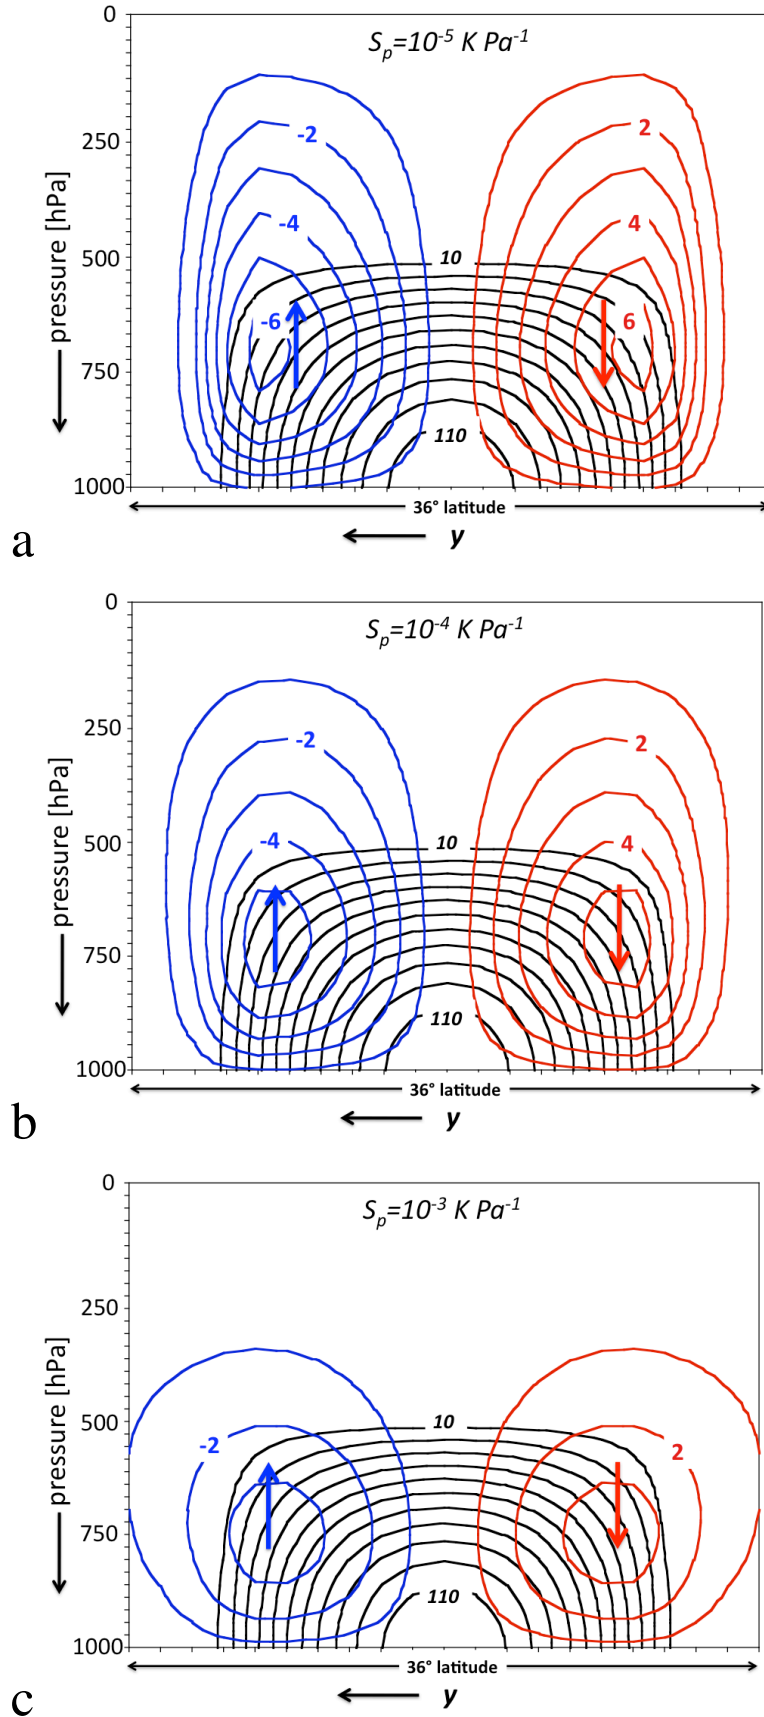 0
S_p=10^-5 K Pa^-1
-2 2
250
-4 4
500
10
-6 6
750
110
1000
pressure [hPa]
36° latitude
y
a
0
S_p=10^-4 K Pa^-1
250
-2 2
500
10
-4 4
750
110
1000
pressure [hPa]
36° latitude
y
b
0
S_p=10^-3 K Pa^-1
250
500
10
-2 2
750
110
1000
pressure [hPa]
36° latitude
y
c